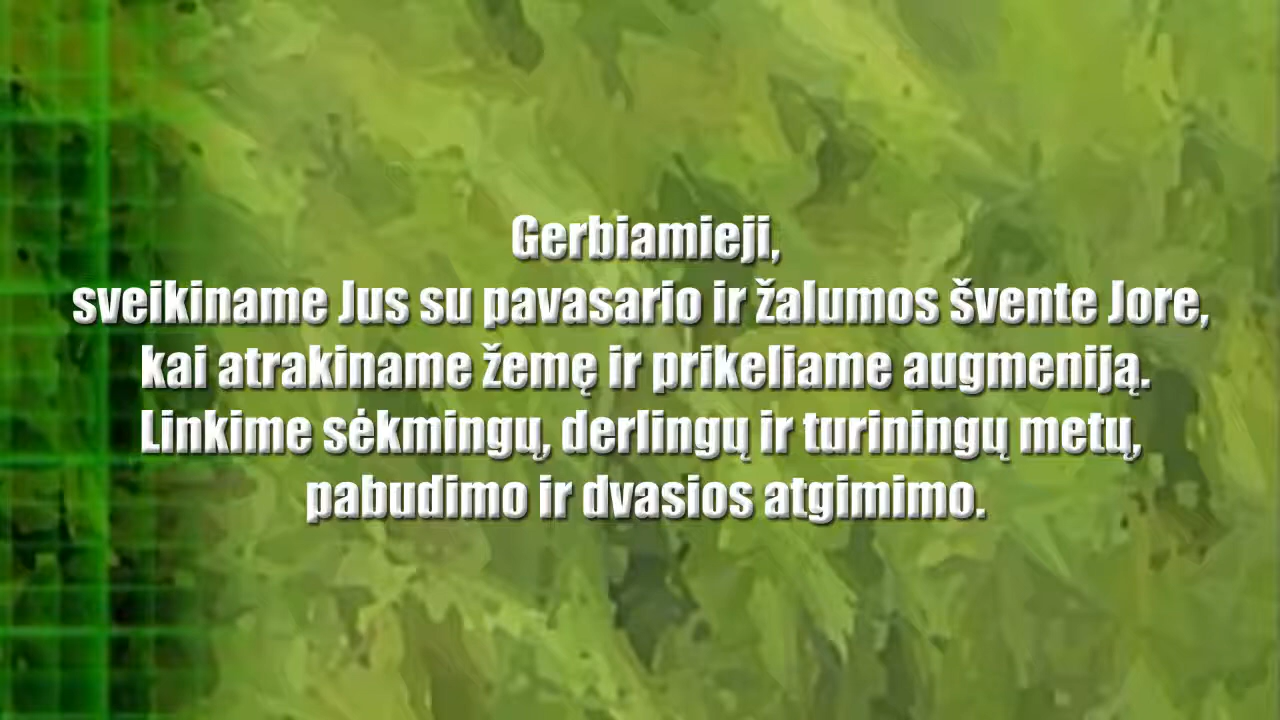 Gerbiamieji,
sveikiname Jus su pavasario ir žalumos švente Jore,
kai atrakiname žemę ir prikeliame augmeniją.
Linkime sėkmingų, derlingų ir turiningų metų,
pabudimo ir dvasios atgimimo.